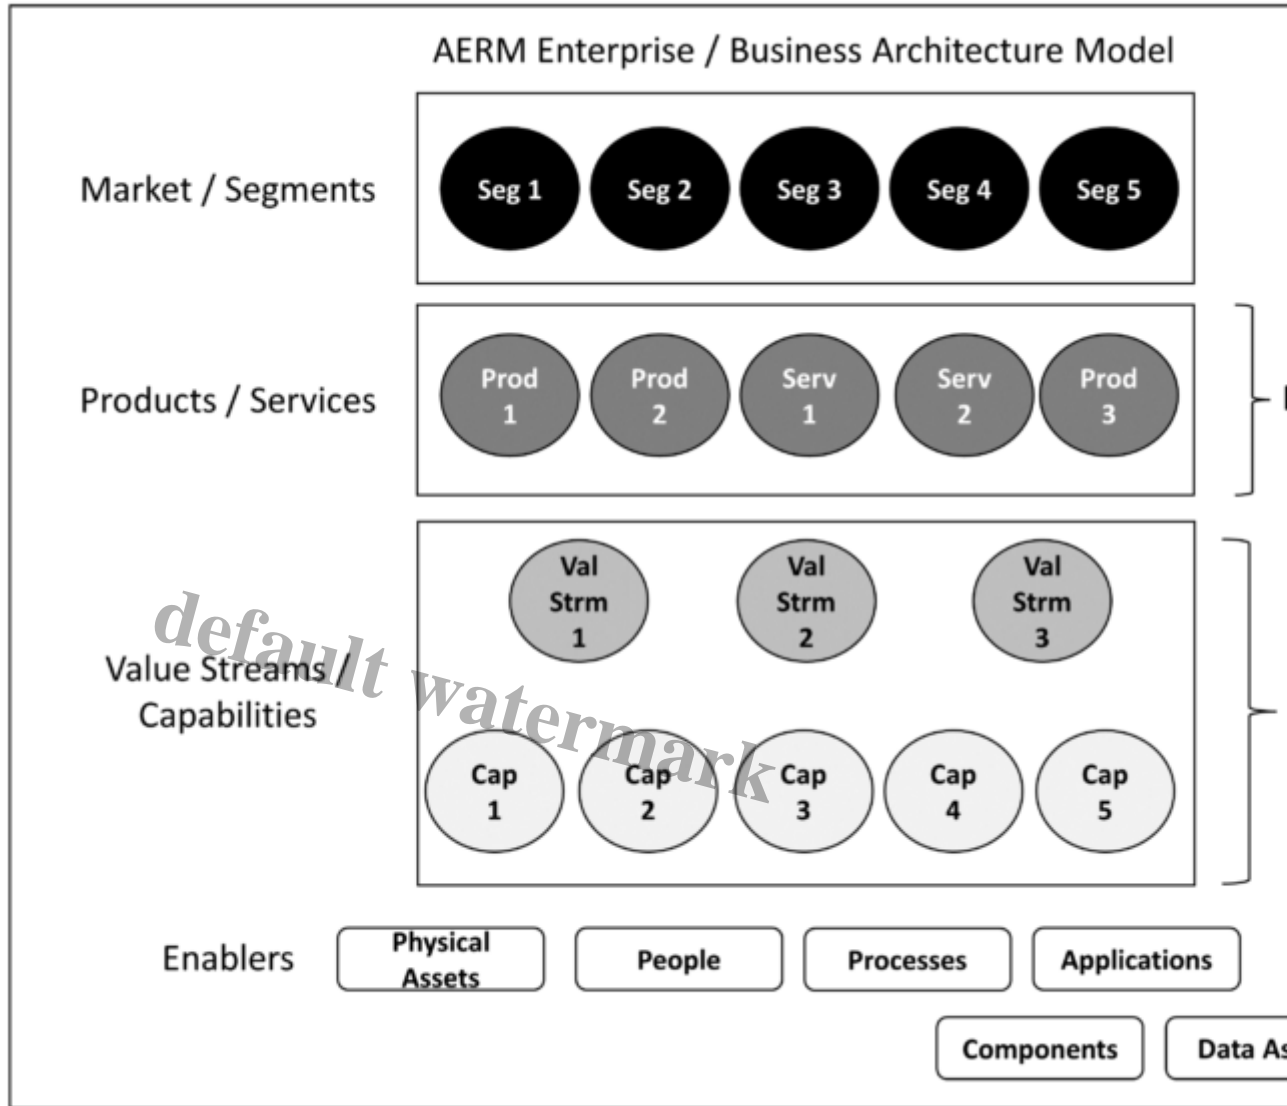 AERM Enterprise / Business Architecture Model
Market / Segments
Seg 1
Seg 2
Seg 3
Seg 4
Seg 5
Products / Services
Prod
1
Prod
2
Serv
1
Serv
2
Prod
3
Value Streams /
Capabilities
Val
Strm
1
Val
Strm
2
Val
Strm
3
Cap
1
Cap
2
Cap
3
Cap
4
Cap
5
default watermark
Enablers
Physical
Assets
People
Processes
Applications
Components
Data